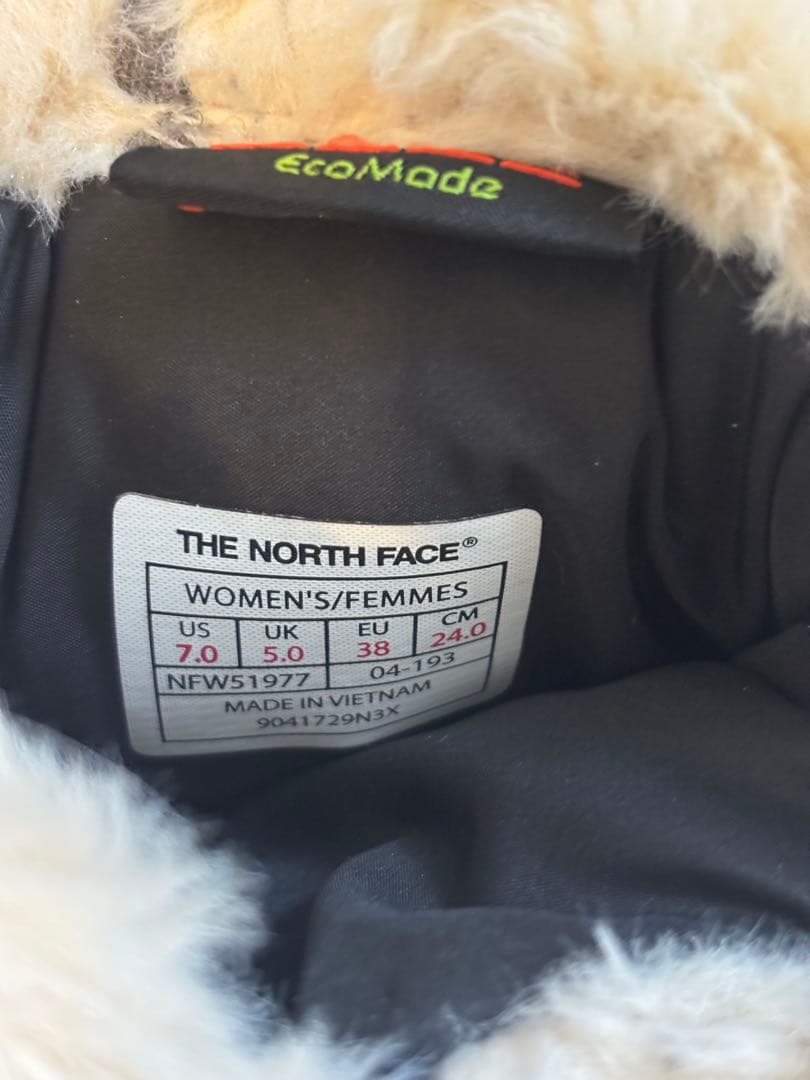 EcoMade
THE NORTH FACE®
WOMEN'S/FEMMES
US UK EU CM
7.0 5.0 38 24.0
NFW51977 04-193
MADE IN VIETNAM
9041729N3X